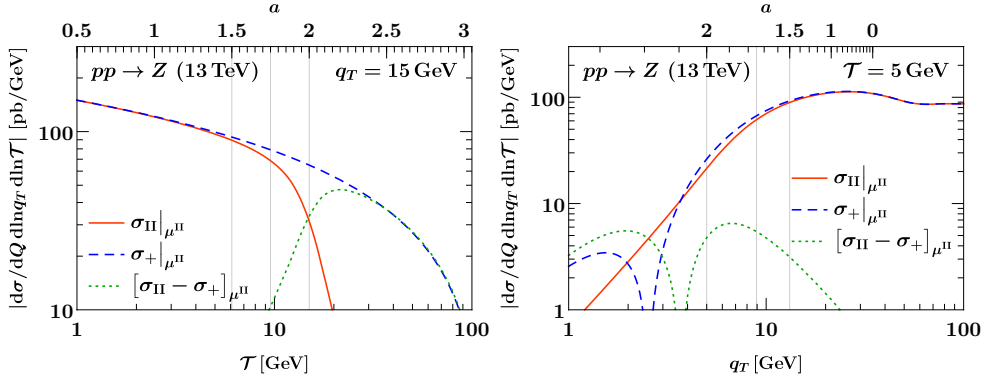 a
0.5 1 1.5 2 2.5 3
pp → Z (13 TeV) q_T = 15 GeV
|dσ/dQ dlnq_T dln𝒯| [pb/GeV]
100
10
σ_II|_μ^II
σ_+|_μ^II
[σ_II − σ_+]_μ^II
1 10 100
𝒯 [GeV]
a
2 1.5 1 0
pp → Z (13 TeV) 𝒯 = 5 GeV
|dσ/dQ dlnq_T dln𝒯| [pb/GeV]
100
10
1
σ_II|_μ^II
σ_+|_μ^II
[σ_II − σ_+]_μ^II
1 10 100
q_T [GeV]